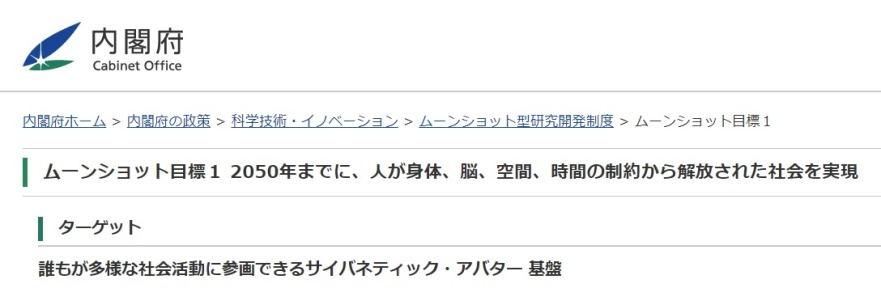 内閣府
Cabinet Office
内閣府ホーム > 内閣府の政策 > 科学技術・イノベーション > ムーンショット型研究開発制度 > ムーンショット目標１
ムーンショット目標１ 2050年までに、人が身体、脳、空間、時間の制約から解放された社会を実現
ターゲット
誰もが多様な社会活動に参画できるサイバネティック・アバター 基盤